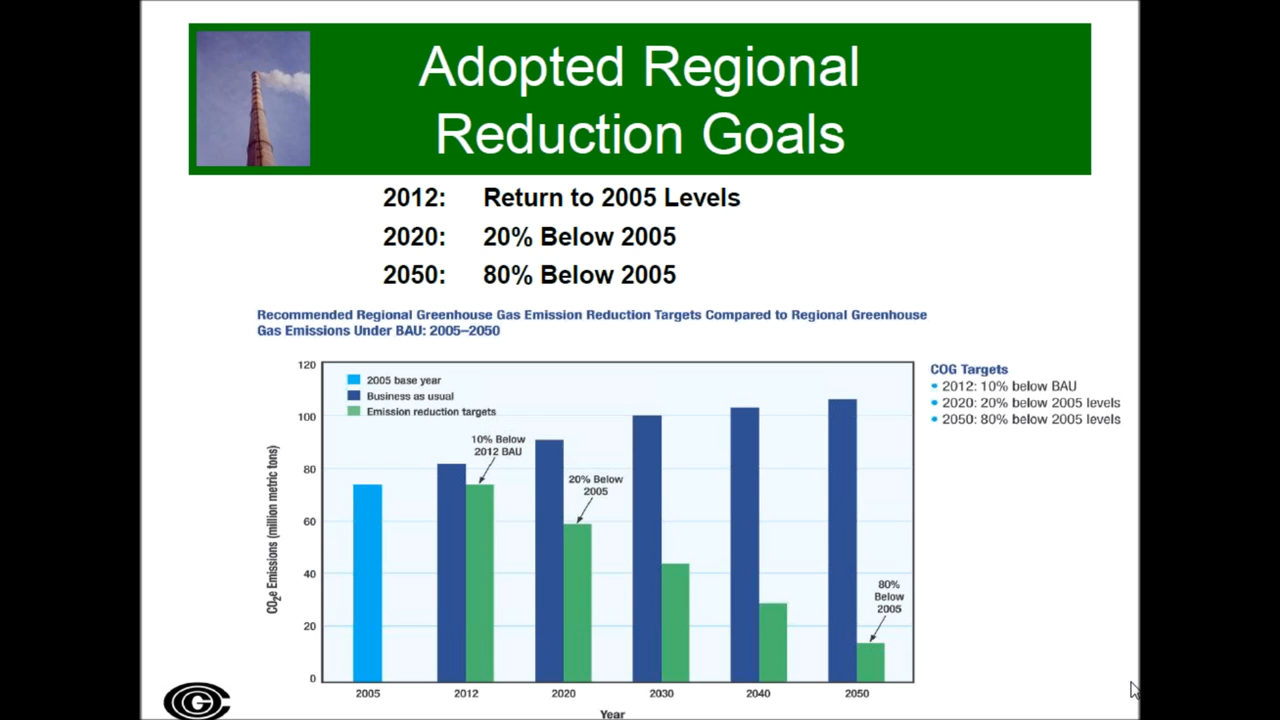 Adopted Regional
Reduction Goals
2012: Return to 2005 Levels
2020: 20% Below 2005
2050: 80% Below 2005
Recommended Regional Greenhouse Gas Emission Reduction Targets Compared to Regional Greenhouse
Gas Emissions Under BAU: 2005–2050
120
100
80
60
40
20
0
CO₂e Emissions (million metric tons)
2005 base year
Business as usual
Emission reduction targets
10% Below
2012 BAU
20% Below
2005
80%
Below
2005
2005 2012 2020 2030 2040 2050
Year
COG Targets
• 2012: 10% below BAU
• 2020: 20% below 2005 levels
• 2050: 80% below 2005 levels
COG